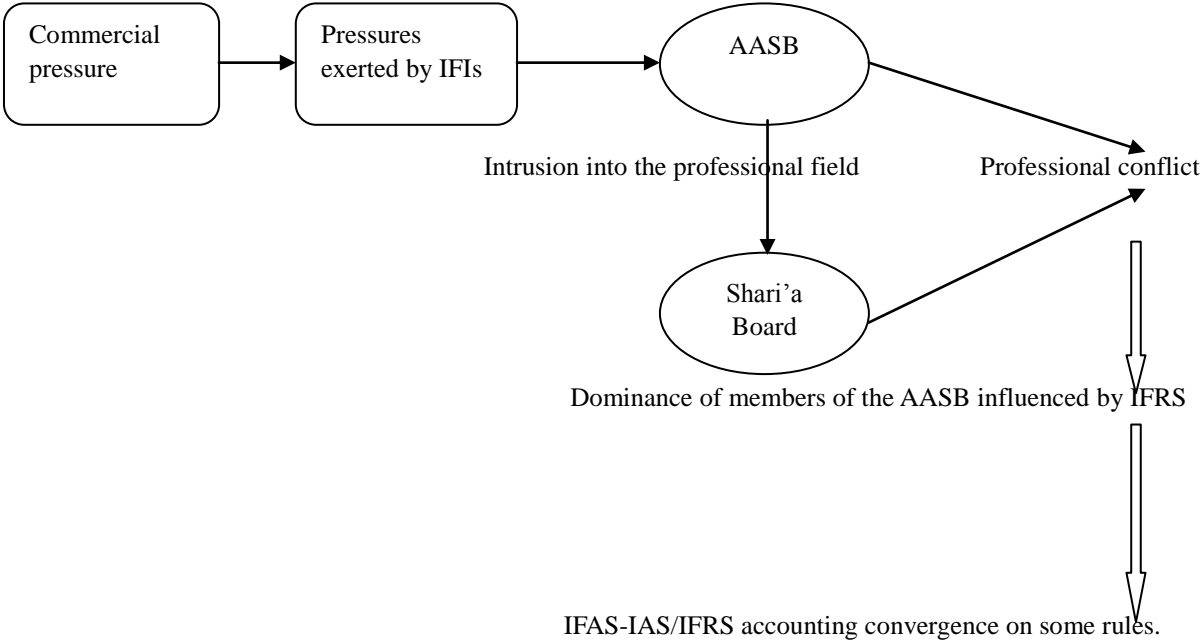 Commercial
pressure
Pressures
exerted by IFIs
AASB
Intrusion into the professional field
Professional conflict
Shari’a
Board
Dominance of members of the AASB influenced by IFRS
IFAS-IAS/IFRS accounting convergence on some rules.